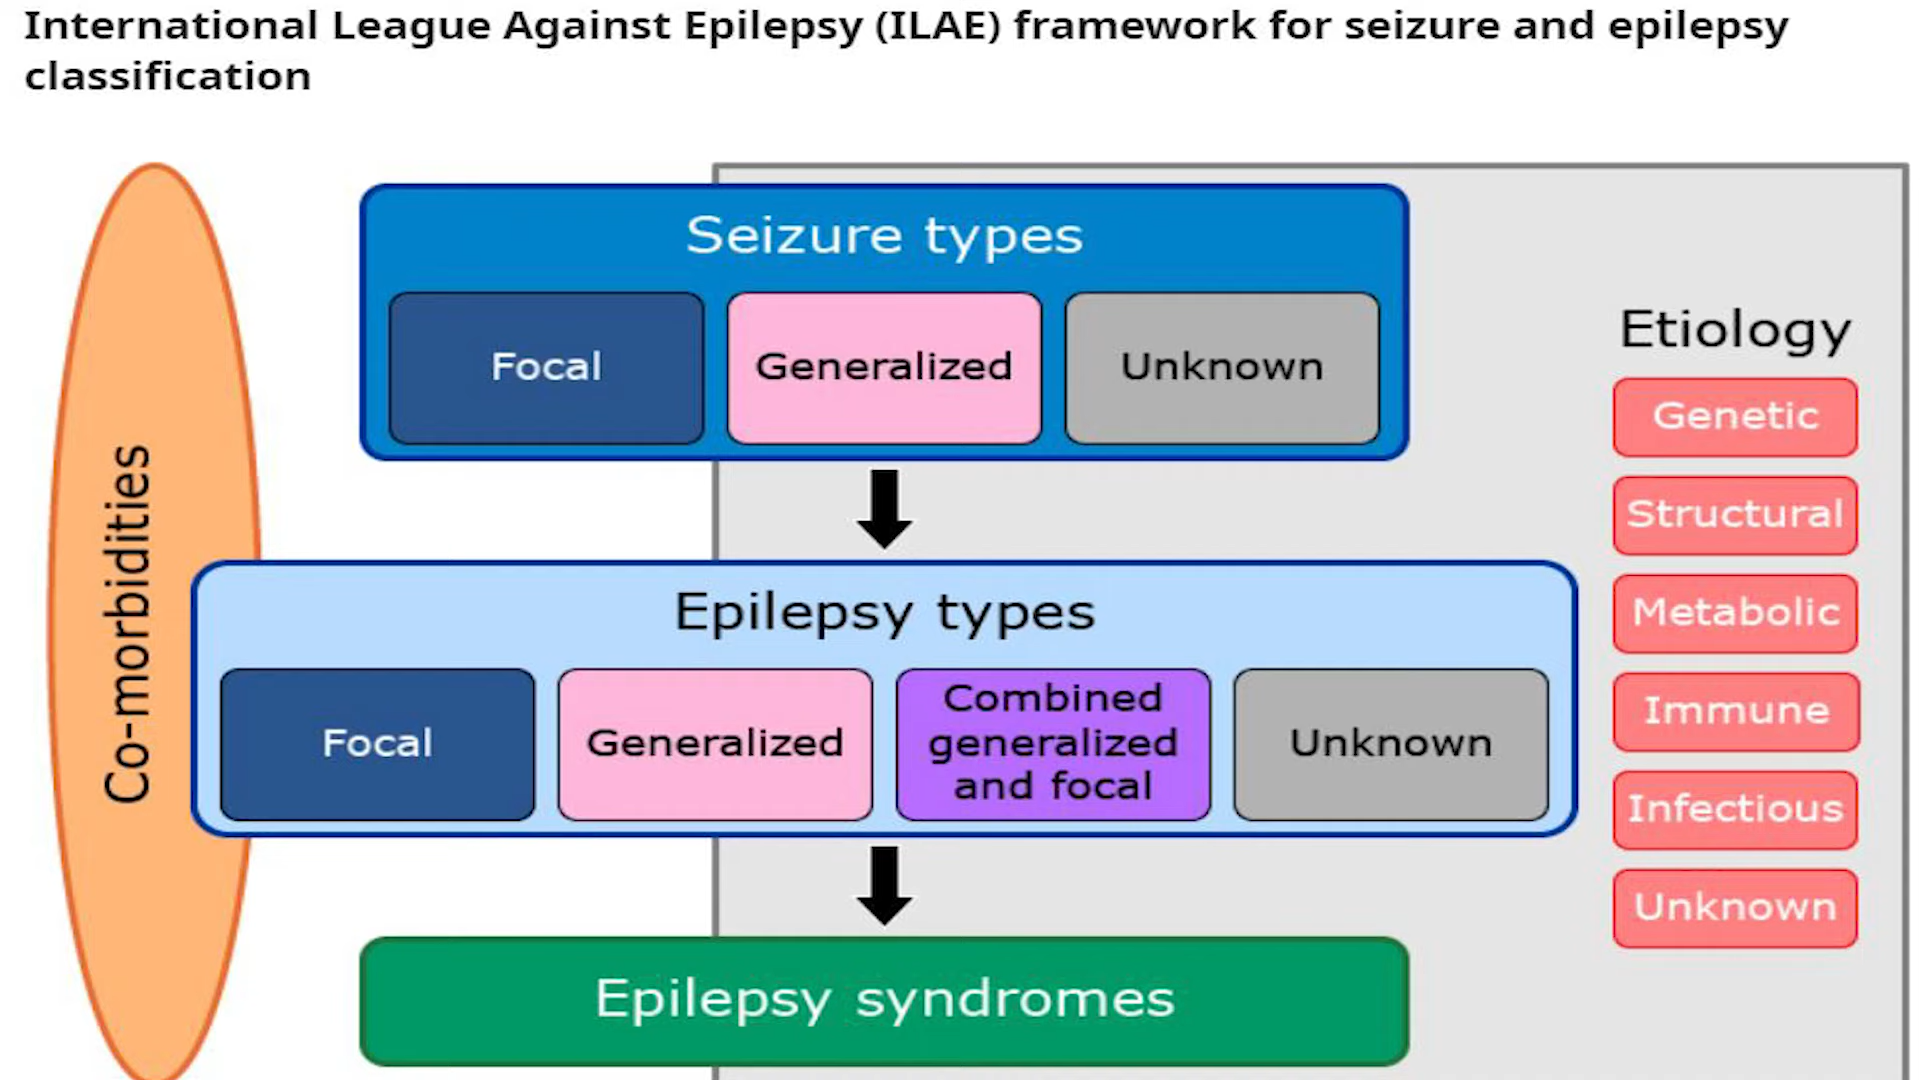 International League Against Epilepsy (ILAE) framework for seizure and epilepsy
classification
Co-morbidities
Seizure types
Focal
Generalized
Unknown
Epilepsy types
Focal
Generalized
Combined
generalized
and focal
Unknown
Epilepsy syndromes
Etiology
Genetic
Structural
Metabolic
Immune
Infectious
Unknown